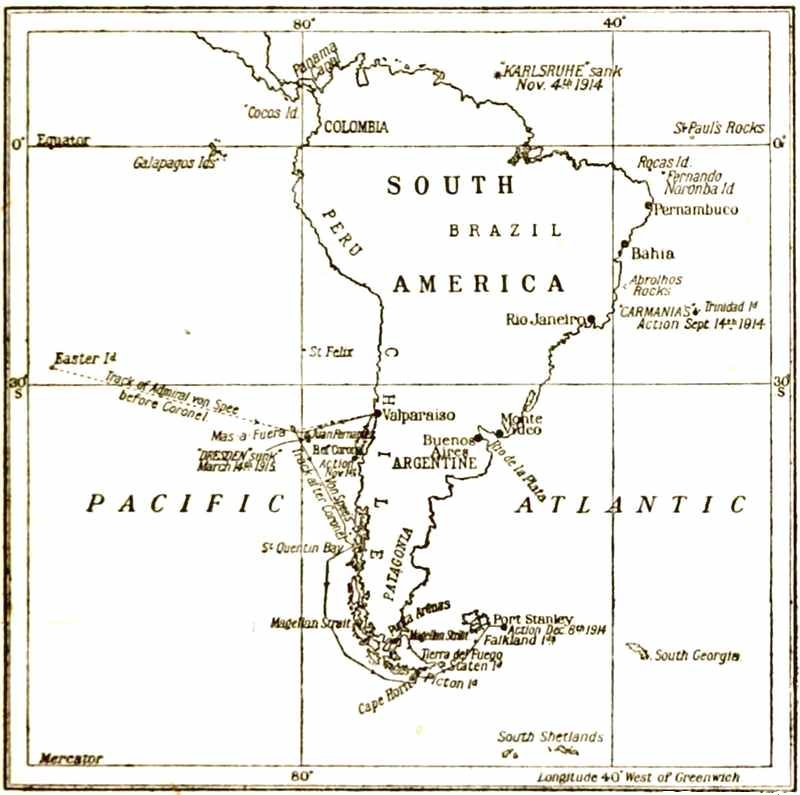 80° 40°
Panama
Canal
"KARLSRUHE" sank
Nov. 4th 1914
Cocos Id.
COLOMBIA
St Paul's Rocks
0° Equator 0°
Galapagos Ids
Rocas Id.
Fernando
Noronba Id.
SOUTH
Pernambuco
PERU
BRAZIL
Bahia
AMERICA
Abrolhos
Rocks
"CARMANIA'S" Trinidad Id
Action Sept. 14th 1914
Rio Janeiro
St Felix
Easter Id
30° 30°
S S
Track of Admiral von Spee
before Coronel
CHILE
Valparaiso
Mas a Fuera
Juan Fernandez
Monte
Video
Buenos
Aires
Rio de la Plata
"DRESDEN" sunk
March 14th 1915
Action
Nov. 1st
ARGENTINE
Von Spee's
Track after Coronel
PACIFIC
ATLANTIC
St Quentin Bay
PATAGONIA
Magellan Strait
Punta Arenas
Magellan Strait
Port Stanley
Action Dec. 8th 1914
Falkland Ids
Tierra del Fuego
Staten Id
South Georgia
Cape Horn
Picton Id
South Shetlands
Mercator
80° Longitude 40° West of Greenwich